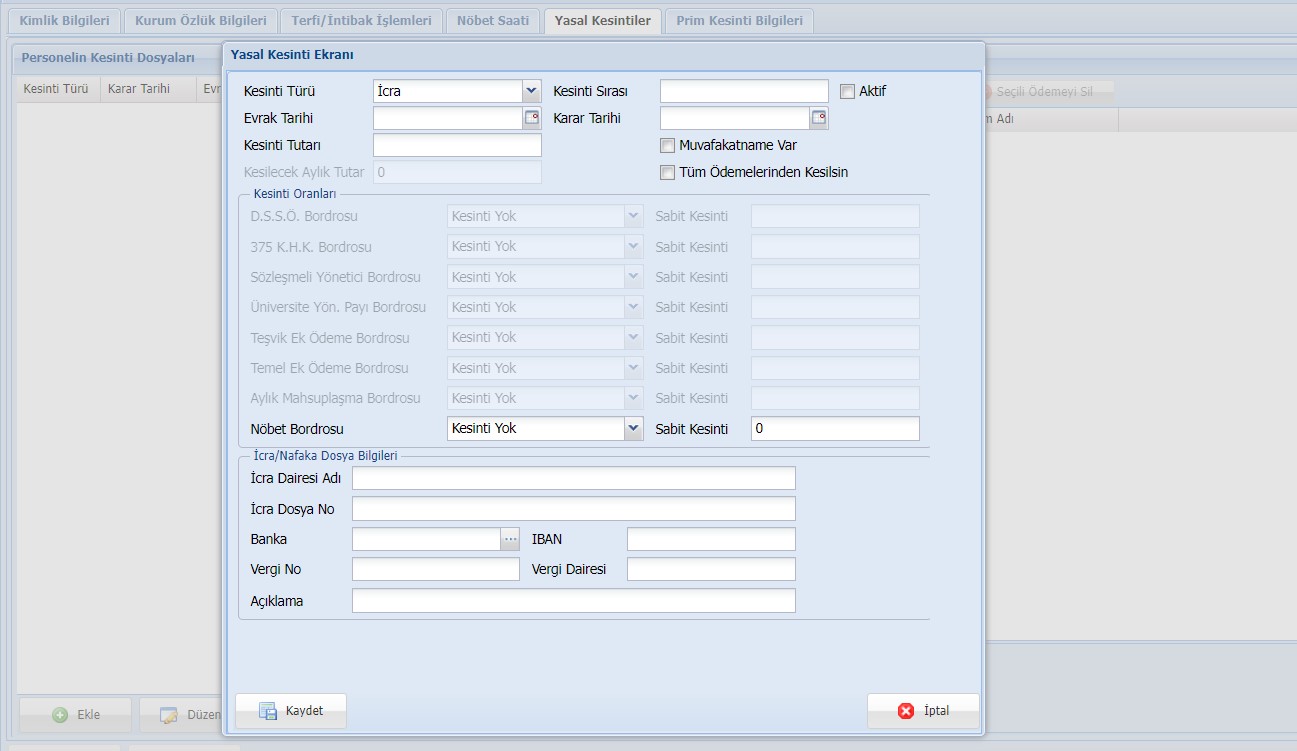 Kimlik Bilgileri Kurum Özlük Bilgileri Terfi/İntibak İşlemleri Nöbet Saati Yasal Kesintiler Prim Kesinti Bilgileri
Personelin Kesinti Dosyaları
Yasal Kesinti Ekranı
Kesinti Türü Karar Tarihi Evr
Seçili Ödemeyi Sil
m Adı
Kesinti Türü İcra Kesinti Sırası Aktif
Evrak Tarihi Karar Tarihi
Kesinti Tutarı Muvafakatname Var
Kesilecek Aylık Tutar 0 Tüm Ödemelerinden Kesilsin
Kesinti Oranları
D.S.S.Ö. Bordrosu Kesinti Yok Sabit Kesinti
375 K.H.K. Bordrosu Kesinti Yok Sabit Kesinti
Sözleşmeli Yönetici Bordrosu Kesinti Yok Sabit Kesinti
Üniversite Yön. Payı Bordrosu Kesinti Yok Sabit Kesinti
Teşvik Ek Ödeme Bordrosu Kesinti Yok Sabit Kesinti
Temel Ek Ödeme Bordrosu Kesinti Yok Sabit Kesinti
Aylık Mahsuplaşma Bordrosu Kesinti Yok Sabit Kesinti
Nöbet Bordrosu Kesinti Yok Sabit Kesinti 0
İcra/Nafaka Dosya Bilgileri
İcra Dairesi Adı
İcra Dosya No
Banka ... IBAN
Vergi No Vergi Dairesi
Açıklama
Ekle Düzen Kaydet İptal